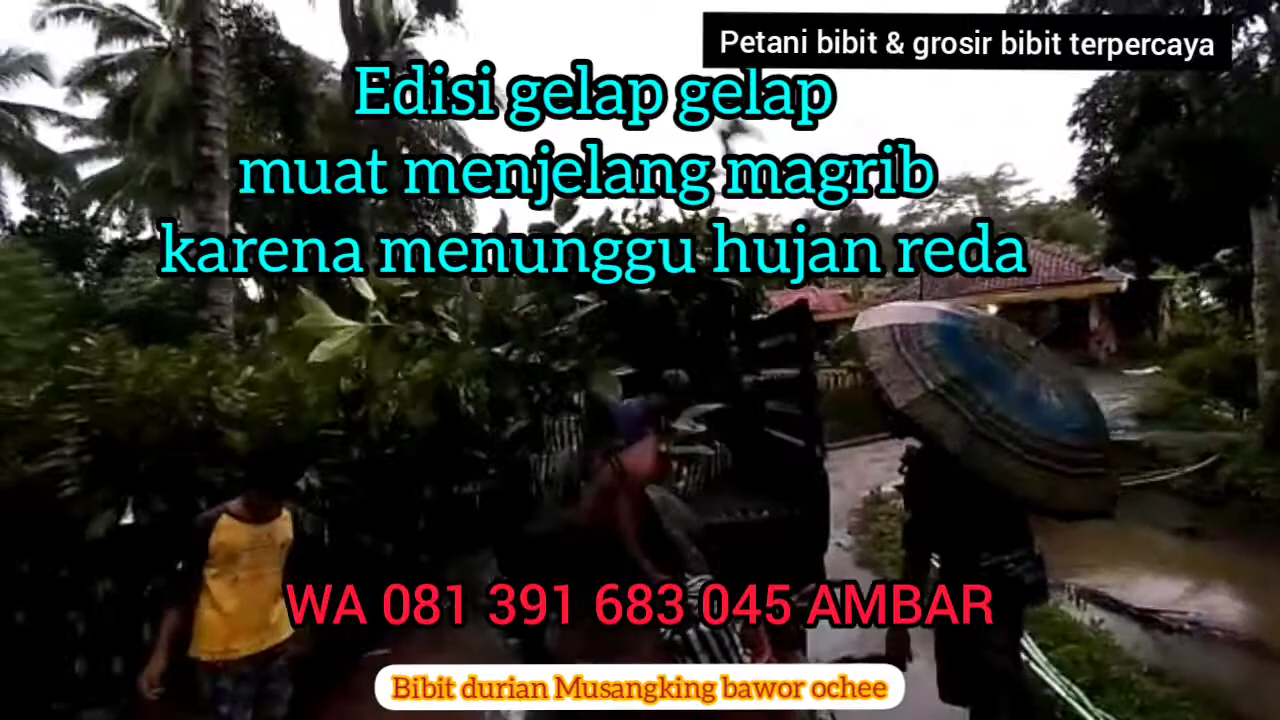 Petani bibit & grosir bibit terpercaya
Edisi gelap gelap
muat menjelang magrib
karena menunggu hujan reda
WA 081 391 683 045 AMBAR
Bibit durian Musangking bawor ochee